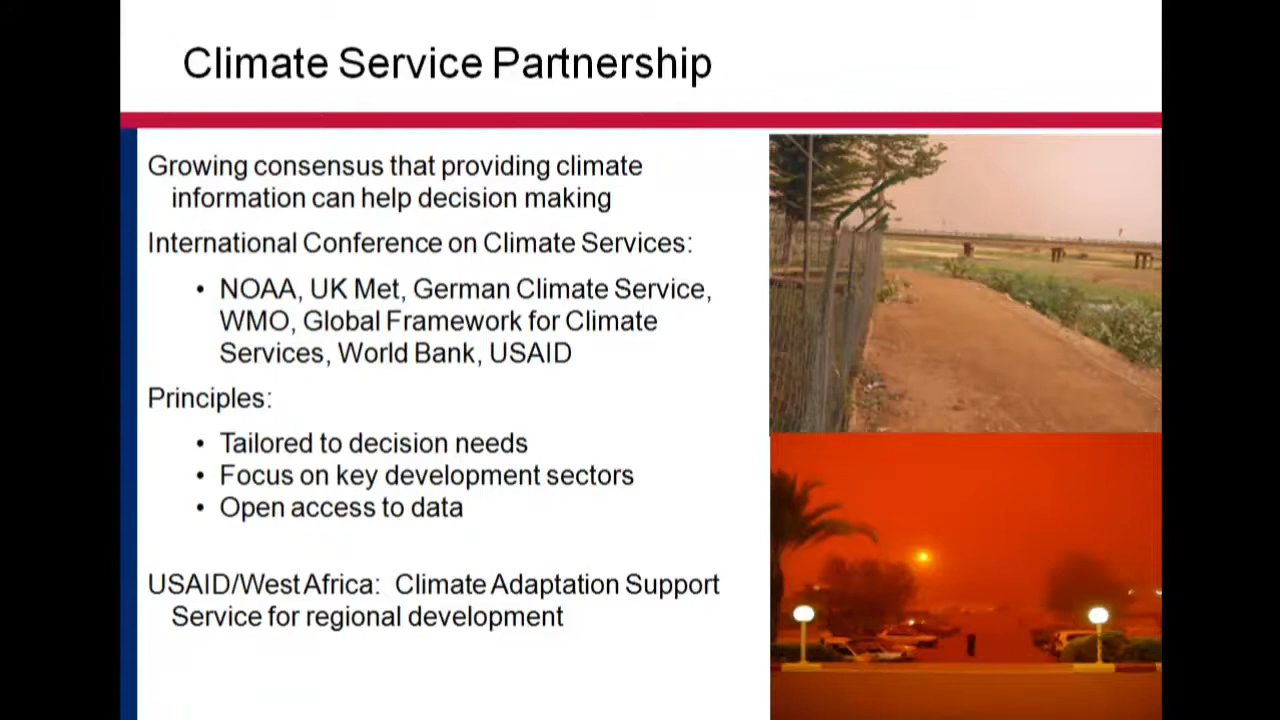 Climate Service Partnership
Growing consensus that providing climate
information can help decision making
International Conference on Climate Services:
• NOAA, UK Met, German Climate Service,
WMO, Global Framework for Climate
Services, World Bank, USAID
Principles:
• Tailored to decision needs
• Focus on key development sectors
• Open access to data
USAID/West Africa: Climate Adaptation Support
Service for regional development